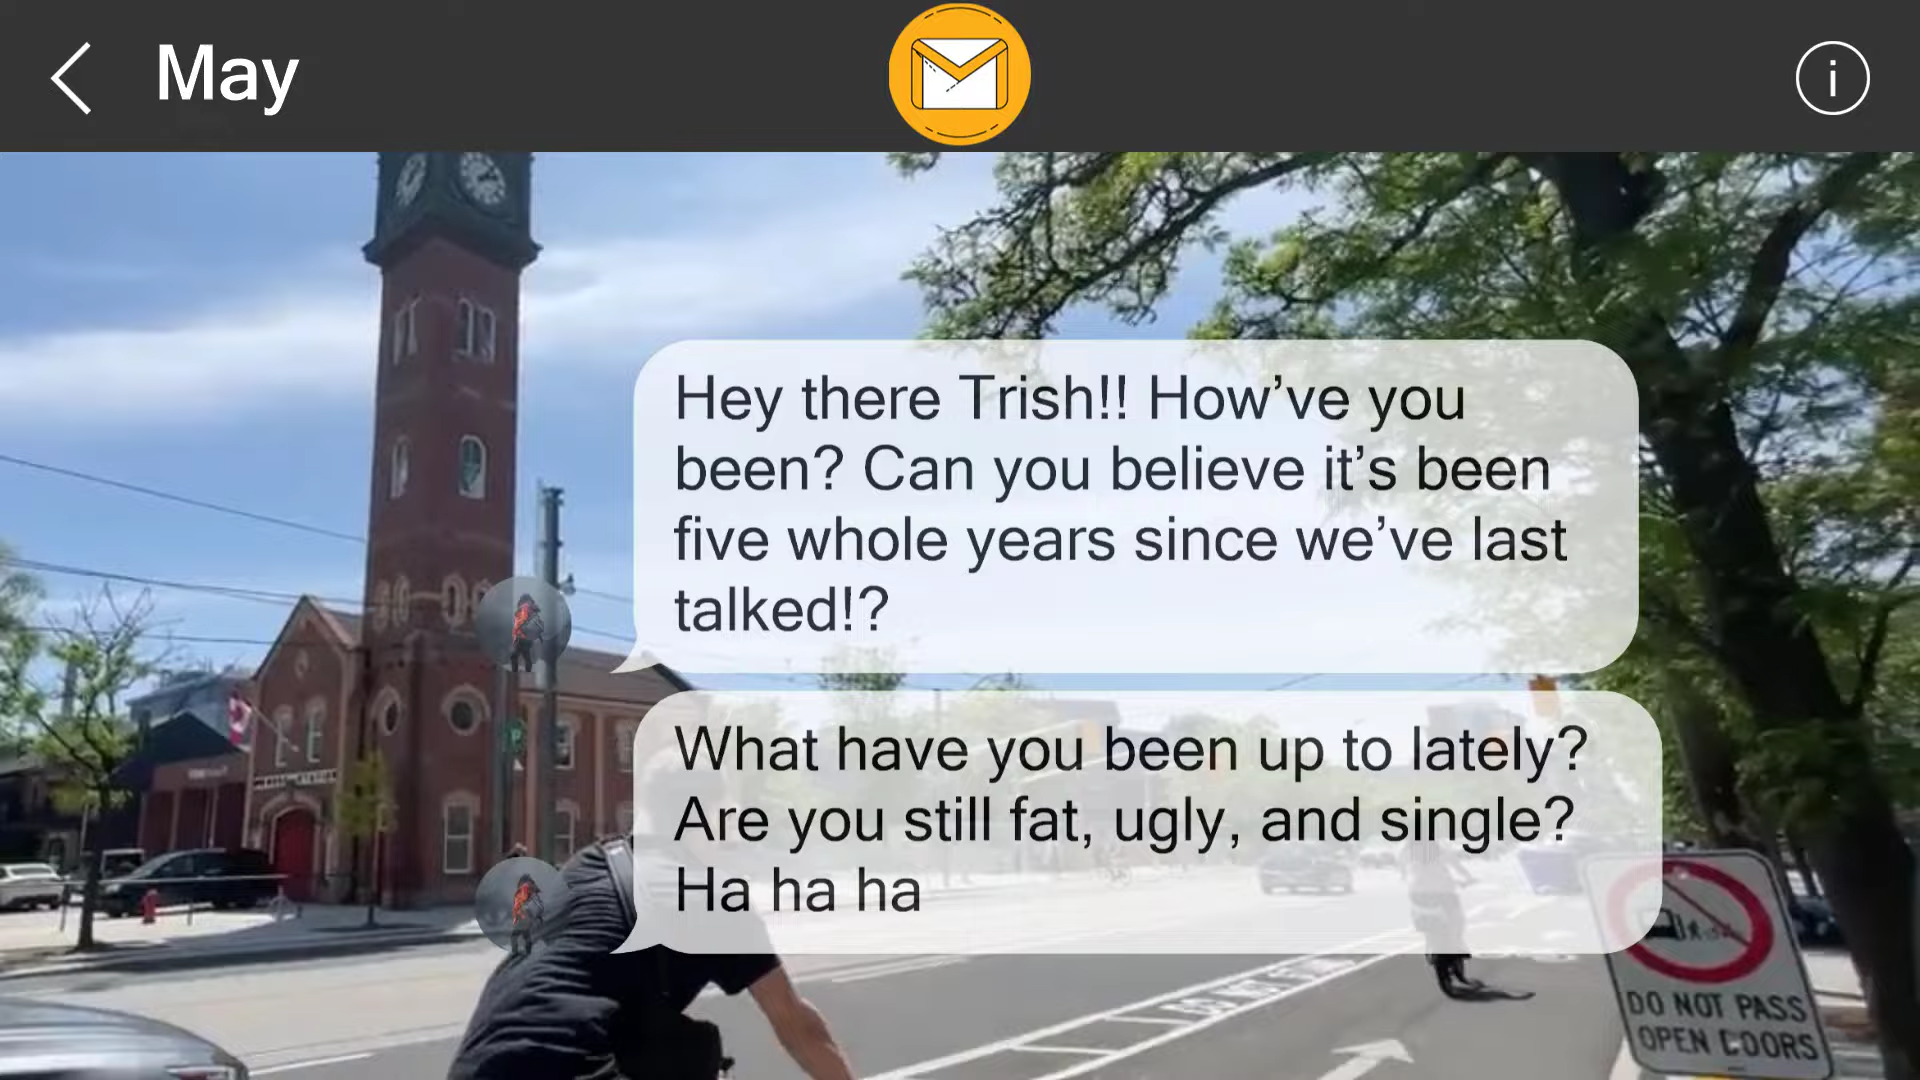 May
Hey there Trish!! How’ve you
been? Can you believe it’s been
five whole years since we’ve last
talked!?
What have you been up to lately?
Are you still fat, ugly, and single?
Ha ha ha
P
DO NOT PASS
OPEN DOORS